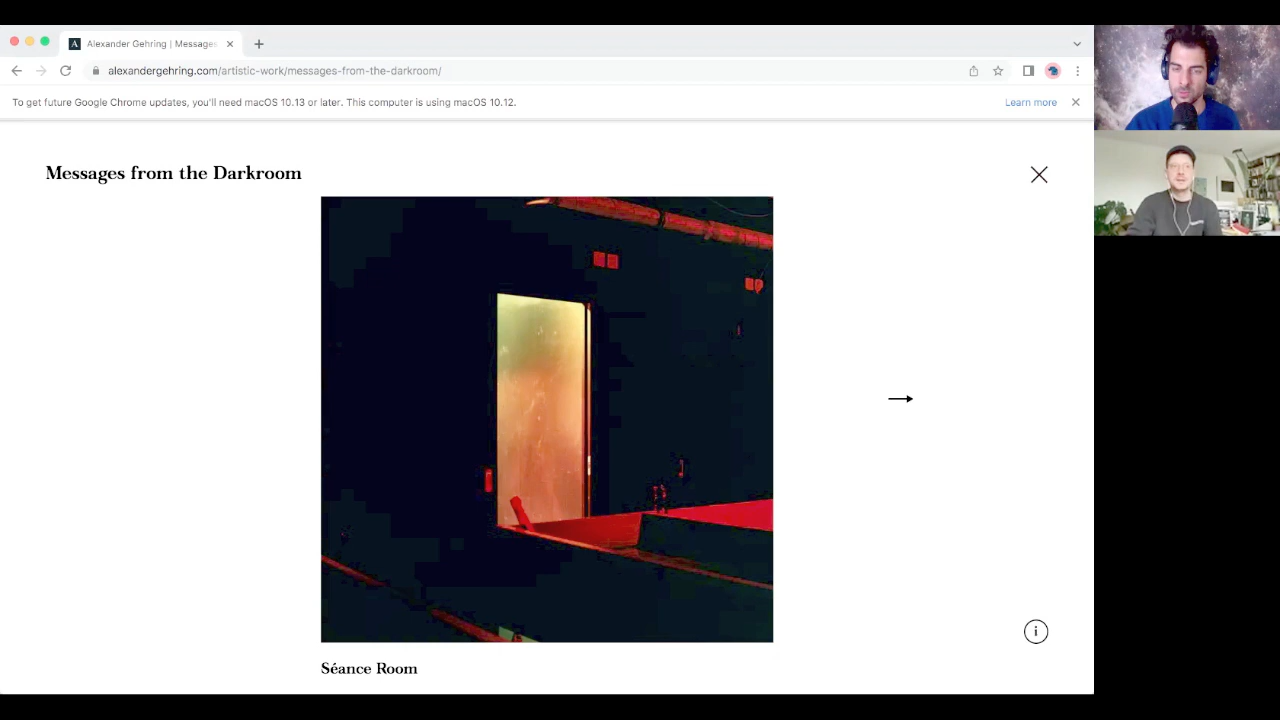 Alexander Gehring | Messages
alexandergehring.com/artistic-work/messages-from-the-darkroom/
To get future Google Chrome updates, you'll need macOS 10.13 or later. This computer is using macOS 10.12.
Learn more
Messages from the Darkroom
Séance Room